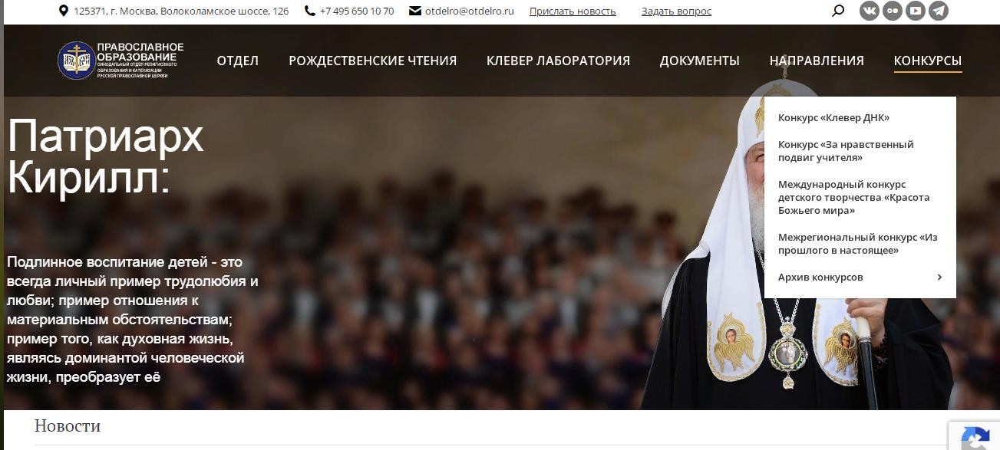 125371, г. Москва, Волоколамское шоссе, 126 +7 495 650 10 70 otdelro@otdelro.ru Прислать новость Задать вопрос
ПРАВОСЛАВНОЕ
ОБРАЗОВАНИЕ
СИНОДАЛЬНЫЙ ОТДЕЛ РЕЛИГИОЗНОГО
ОБРАЗОВАНИЯ И КАТЕХИЗАЦИИ
РУССКОЙ ПРАВОСЛАВНОЙ ЦЕРКВИ
ОТДЕЛ РОЖДЕСТВЕНСКИЕ ЧТЕНИЯ КЛЕВЕР ЛАБОРАТОРИЯ ДОКУМЕНТЫ НАПРАВЛЕНИЯ КОНКУРСЫ
Конкурс «Клевер ДНК»
Конкурс «За нравственный
подвиг учителя»
Международный конкурс
детского творчества «Красота
Божьего мира»
Межрегиональный конкурс «Из
прошлого в настоящее»
Архив конкурсов
Патриарх
Кирилл:
Подлинное воспитание детей - это
всегда личный пример трудолюбия и
любви; пример отношения к
материальным обстоятельствам;
пример того, как духовная жизнь,
являясь доминантой человеческой
жизни, преобразует её
Новости